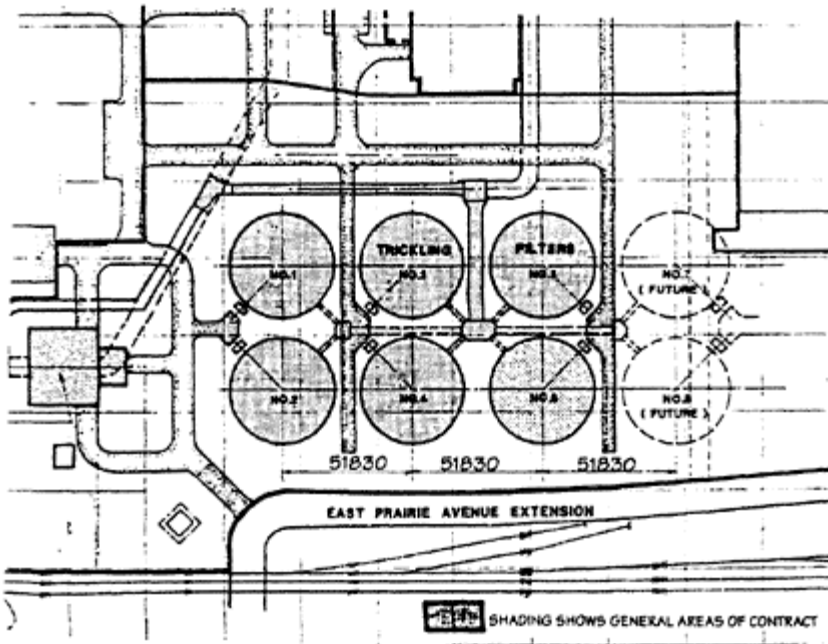 TRICKLING FILTERS
NO.1 NO.3 NO.5 NO.7
( FUTURE )
NO.2 NO.4 NO.6 NO.8
( FUTURE )
51830 51830 51830
EAST PRAIRIE AVENUE EXTENSION
SHADING SHOWS GENERAL AREAS OF CONTRACT